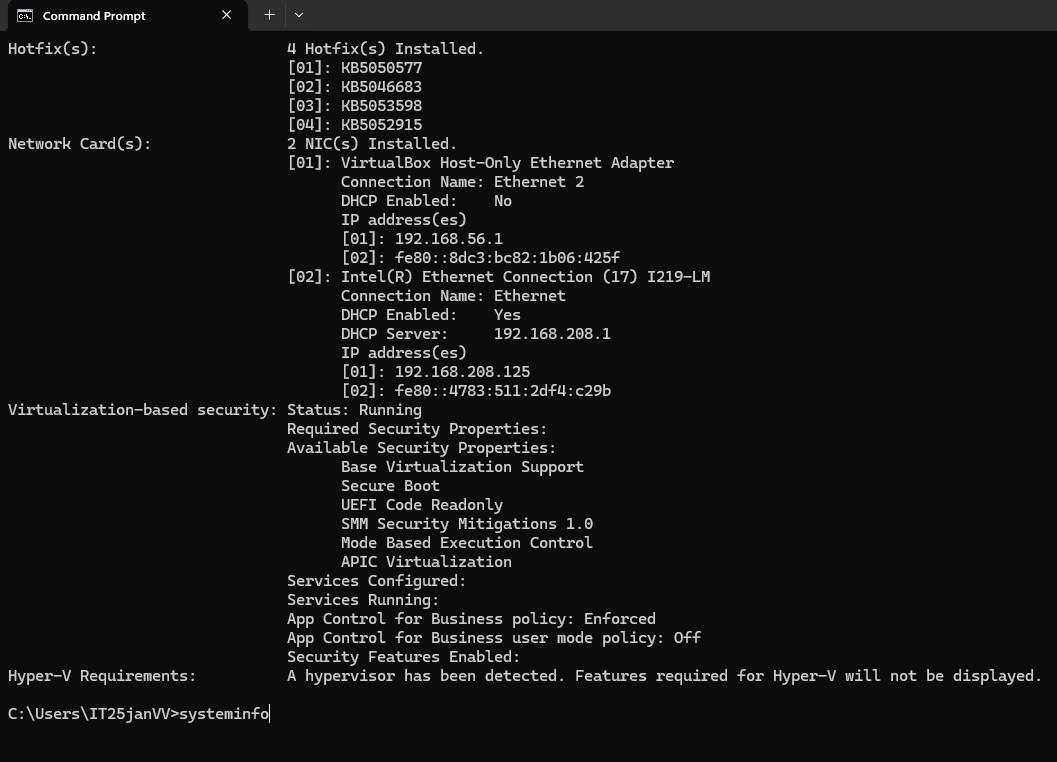 Command Prompt
Hotfix(s): 4 Hotfix(s) Installed.
[01]: KB5050577
[02]: KB5046683
[03]: KB5053598
[04]: KB5052915
Network Card(s): 2 NIC(s) Installed.
[01]: VirtualBox Host-Only Ethernet Adapter
Connection Name: Ethernet 2
DHCP Enabled: No
IP address(es)
[01]: 192.168.56.1
[02]: fe80::8dc3:bc82:1b06:425f
[02]: Intel(R) Ethernet Connection (17) I219-LM
Connection Name: Ethernet
DHCP Enabled: Yes
DHCP Server: 192.168.208.1
IP address(es)
[01]: 192.168.208.125
[02]: fe80::4783:511:2df4:c29b
Virtualization-based security: Status: Running
Required Security Properties:
Available Security Properties:
Base Virtualization Support
Secure Boot
UEFI Code Readonly
SMM Security Mitigations 1.0
Mode Based Execution Control
APIC Virtualization
Services Configured:
Services Running:
App Control for Business policy: Enforced
App Control for Business user mode policy: Off
Security Features Enabled:
Hyper-V Requirements: A hypervisor has been detected. Features required for Hyper-V will not be displayed.
C:\Users\IT25janVV>systeminfo